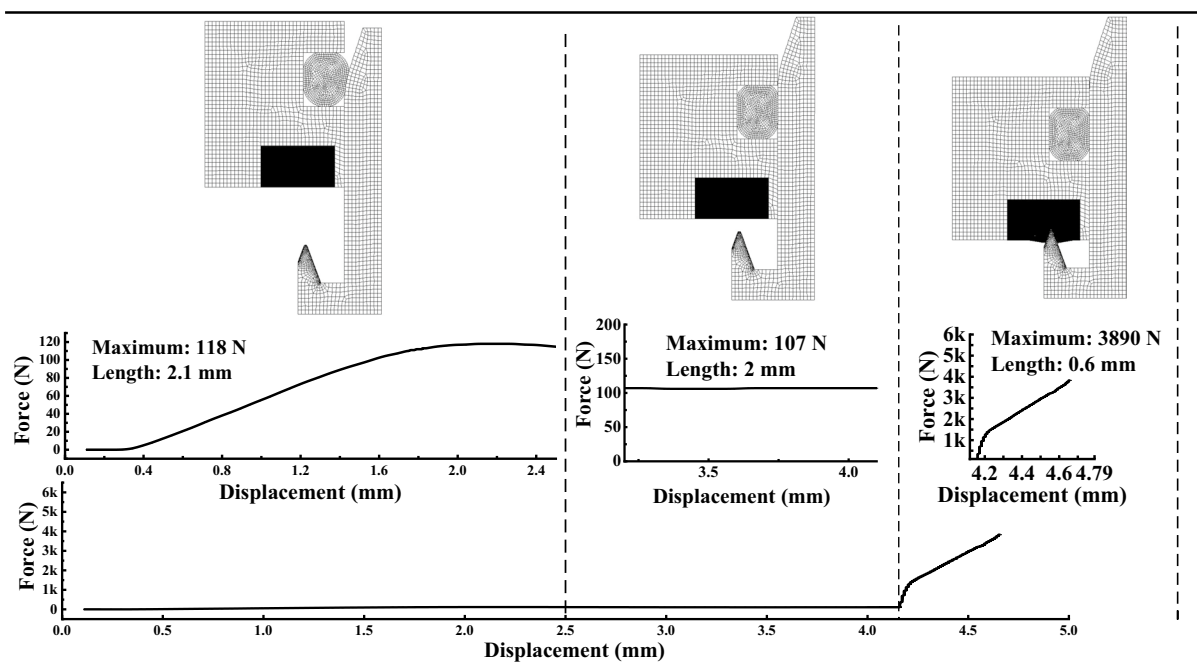 Maximum: 118 N
Length: 2.1 mm
Force (N)
120
100
80
60
40
20
0
0.0 0.4 0.8 1.2 1.6 2.0 2.4
Displacement (mm)
Maximum: 107 N
Length: 2 mm
Force (N)
200
150
100
50
0
3.5 4.0
Displacement (mm)
Maximum: 3890 N
Length: 0.6 mm
Force (N)
6k
5k
4k
3k
2k
1k
4.2 4.4 4.6 4.79
Displacement (mm)
Force (N)
6k
5k
4k
3k
2k
1k
0
0.0 0.5 1.0 1.5 2.0 2.5 3.0 3.5 4.0 4.5 5.0
Displacement (mm)